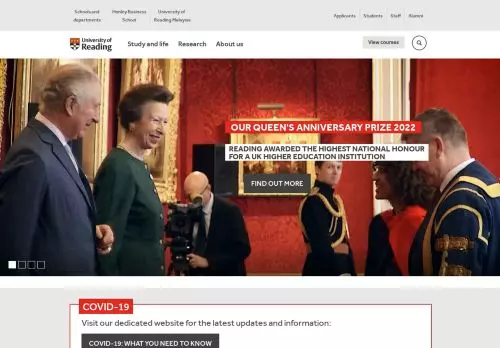 Schools and departments
Henley Business School
University of Reading Malaysia
Applicants
Students
Staff
Alumni
University of Reading
Study and life
Research
About us
View courses
OUR QUEEN'S ANNIVERSARY PRIZE 2022
READING AWARDED THE HIGHEST NATIONAL HONOUR
FOR A UK HIGHER EDUCATION INSTITUTION
FIND OUT MORE
COVID-19
Visit our dedicated website for the latest updates and information:
COVID-19: WHAT YOU NEED TO KNOW